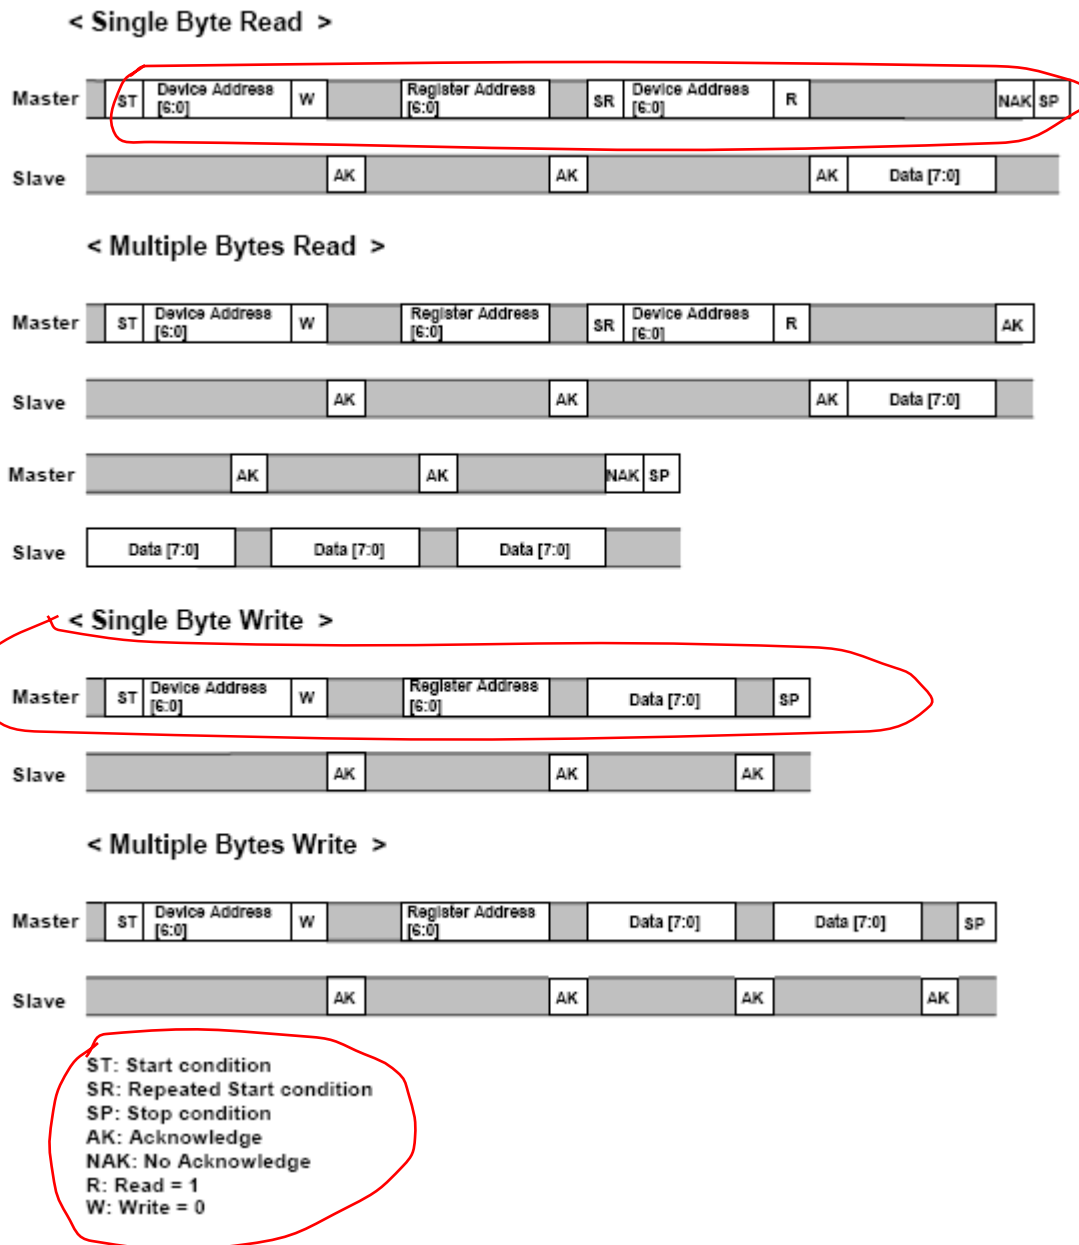 < Single Byte Read >
Master ST Device Address [6:0] W Register Address [6:0] SR Device Address [6:0] R NAK SP
Slave AK AK AK Data [7:0]
< Multiple Bytes Read >
Master ST Device Address [6:0] W Register Address [6:0] SR Device Address [6:0] R AK
Slave AK AK AK Data [7:0]
Master AK AK NAK SP
Slave Data [7:0] Data [7:0] Data [7:0]
< Single Byte Write >
Master ST Device Address [6:0] W Register Address [6:0] Data [7:0] SP
Slave AK AK AK
< Multiple Bytes Write >
Master ST Device Address [6:0] W Register Address [6:0] Data [7:0] Data [7:0] SP
Slave AK AK AK AK
ST: Start condition
SR: Repeated Start condition
SP: Stop condition
AK: Acknowledge
NAK: No Acknowledge
R: Read = 1
W: Write = 0